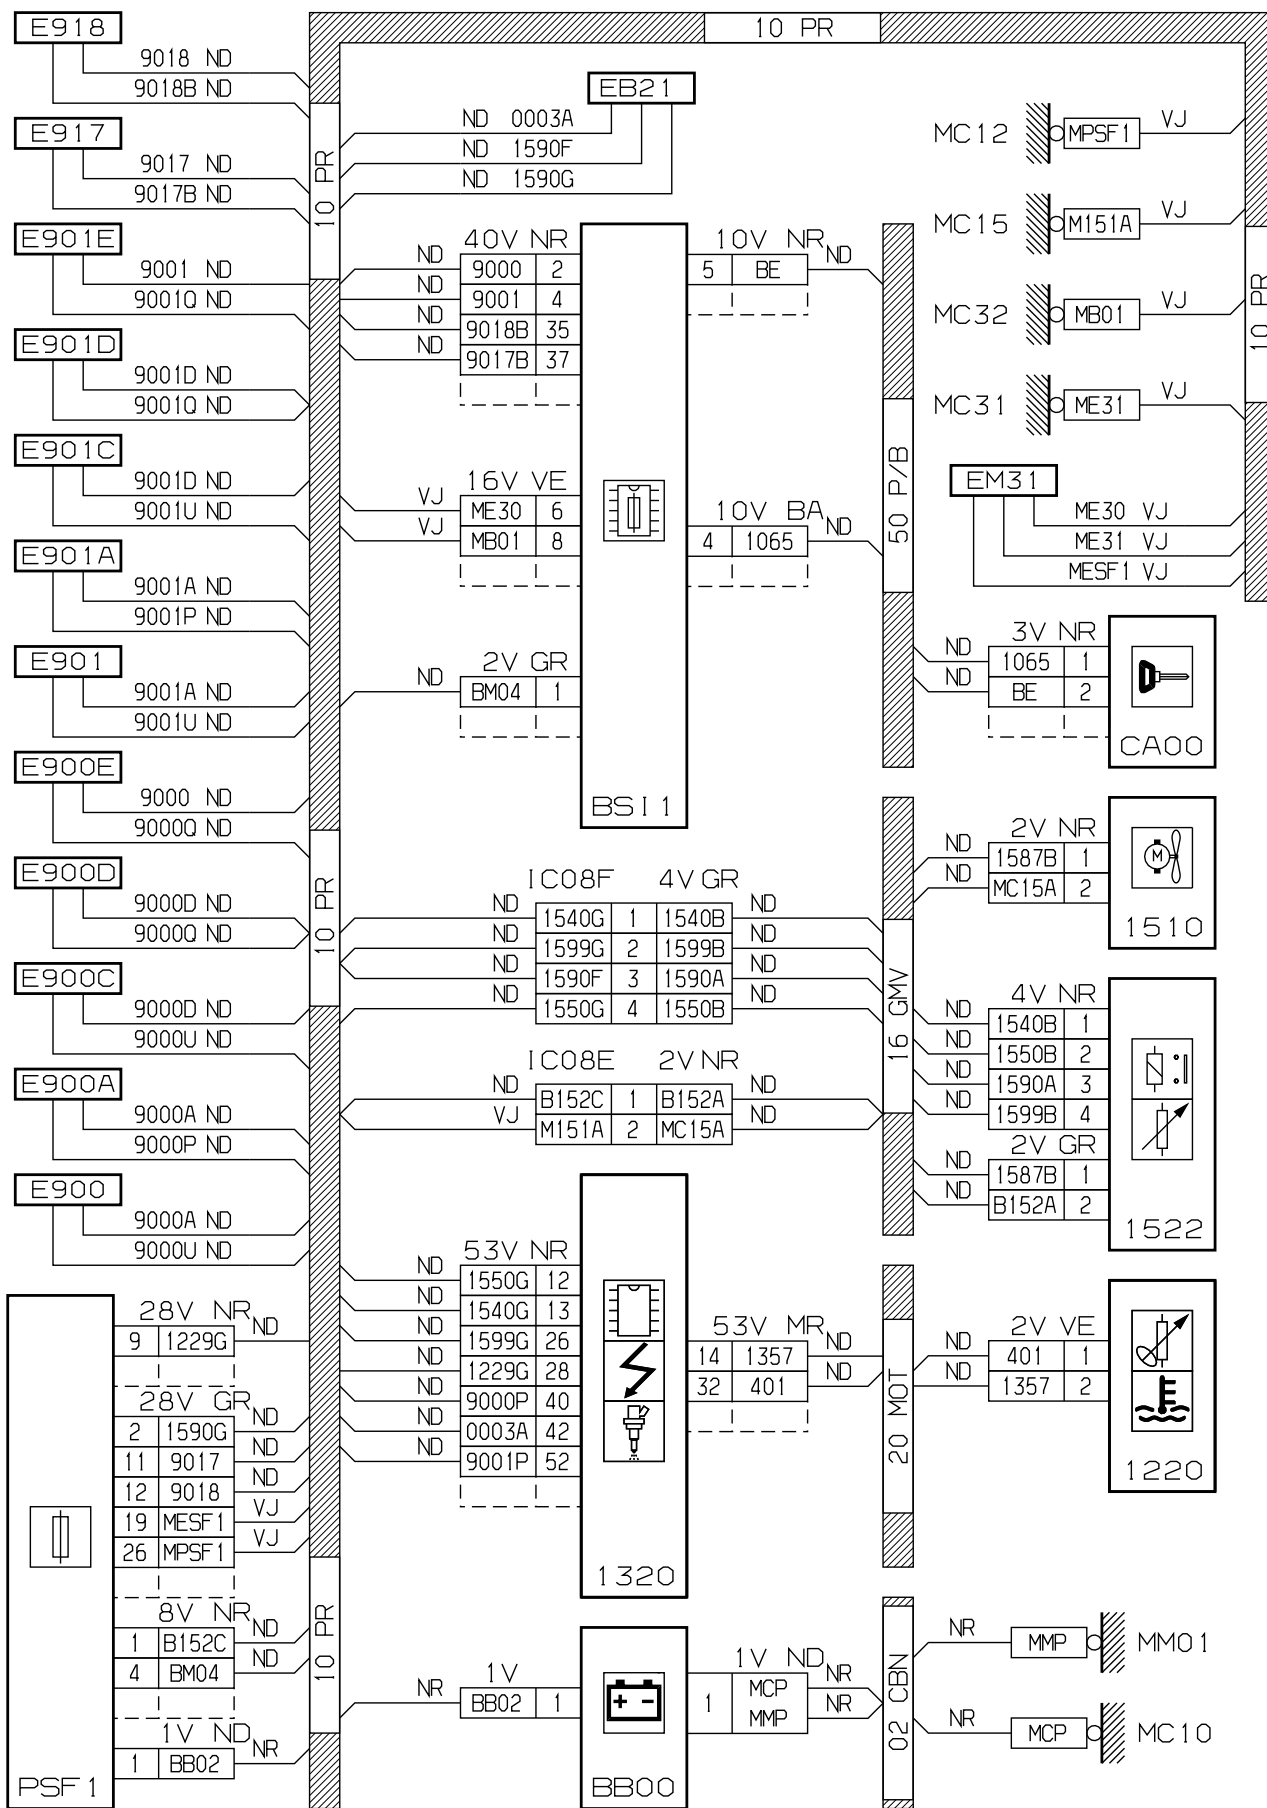 E918
9018 ND
9018B ND
E917
9017 ND
9017B ND
E901E
9001 ND
9001Q ND
E901D
9001D ND
9001Q ND
E901C
9001D ND
9001U ND
E901A
9001A ND
9001P ND
E901
9001A ND
9001U ND
E900E
9000 ND
9000Q ND
E900D
9000D ND
9000Q ND
E900C
9000D ND
9000U ND
E900A
9000A ND
9000P ND
E900
9000A ND
9000U ND
28V NR
9 1229G ND
28V GR
2 1590G ND
11 9017 ND
12 9018 ND
19 MESF1 VJ
26 MPSF1 VJ
8V NR
1 B152C ND
4 BM04 ND
1V ND
1 BB02 NR
PSF1
10 PR
10 PR
10 PR
10 PR
10 PR
EB21
ND 0003A
ND 1590F
ND 1590G
40V NR
ND 9000 2
ND 9001 4
ND 9018B 35
ND 9017B 37
16V VE
VJ ME30 6
VJ MB01 8
2V GR
ND BM04 1
BSI1
10V NR
5 BE ND
10V BA
4 1065 ND
IC08F 4V GR
ND 1540G 1 1540B ND
ND 1599G 2 1599B ND
ND 1590F 3 1590A ND
ND 1550G 4 1550B ND
IC08E 2V NR
ND B152C 1 B152A ND
VJ M151A 2 MC15A ND
53V NR
ND 1550G 12
ND 1540G 13
ND 1599G 26
ND 1229G 28
ND 9000P 40
ND 0003A 42
ND 9001P 52
1320
53V MR
14 1357 ND
32 401 ND
1V
NR BB02 1
+ -
BB00
1V ND
1 MCP NR
MMP NR
50 P/B
16 GMV
20 MOT
02 CBN
MC12 MPSF1 VJ
MC15 M151A VJ
MC32 MB01 VJ
MC31 ME31 VJ
EM31
ME30 VJ
ME31 VJ
MESF1 VJ
3V NR
ND 1065 1
ND BE 2
CA00
2V NR
ND 1587B 1
ND MC15A 2
M
1510
4V NR
ND 1540B 1
ND 1550B 2
ND 1590A 3
ND 1599B 4
2V GR
ND 1587B 1
ND B152A 2
1522
2V VE
ND 401 1
ND 1357 2
1220
NR MMP MM01
NR MCP MC10